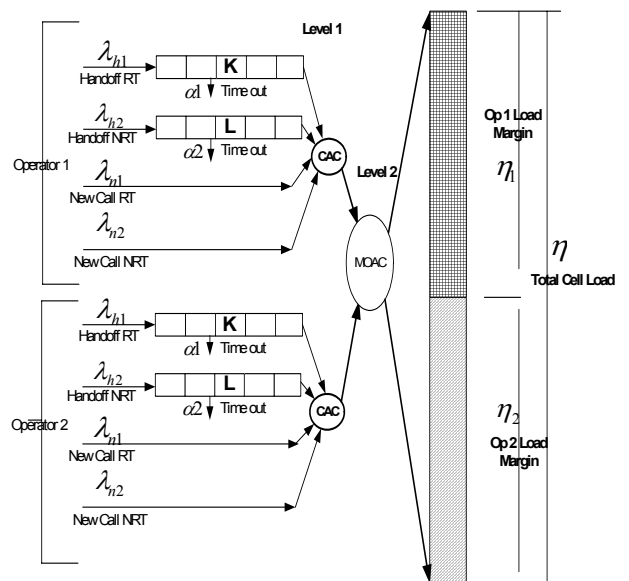 Level 1
λh1
Handoff RT
K
α1
Time out
λh2
Handoff NRT
L
α2
Time out
Operator 1
λn1
New Call RT
λn2
New Call NRT
CAC
Level 2
MOAC
Op 1 Load
Margin
η1
η
Total Cell Load
λh1
Handoff RT
K
α1
Time out
λh2
Handoff NRT
L
α2
Time out
Operator 2
λn1
New Call RT
λn2
New Call NRT
CAC
η2
Op 2 Load
Margin